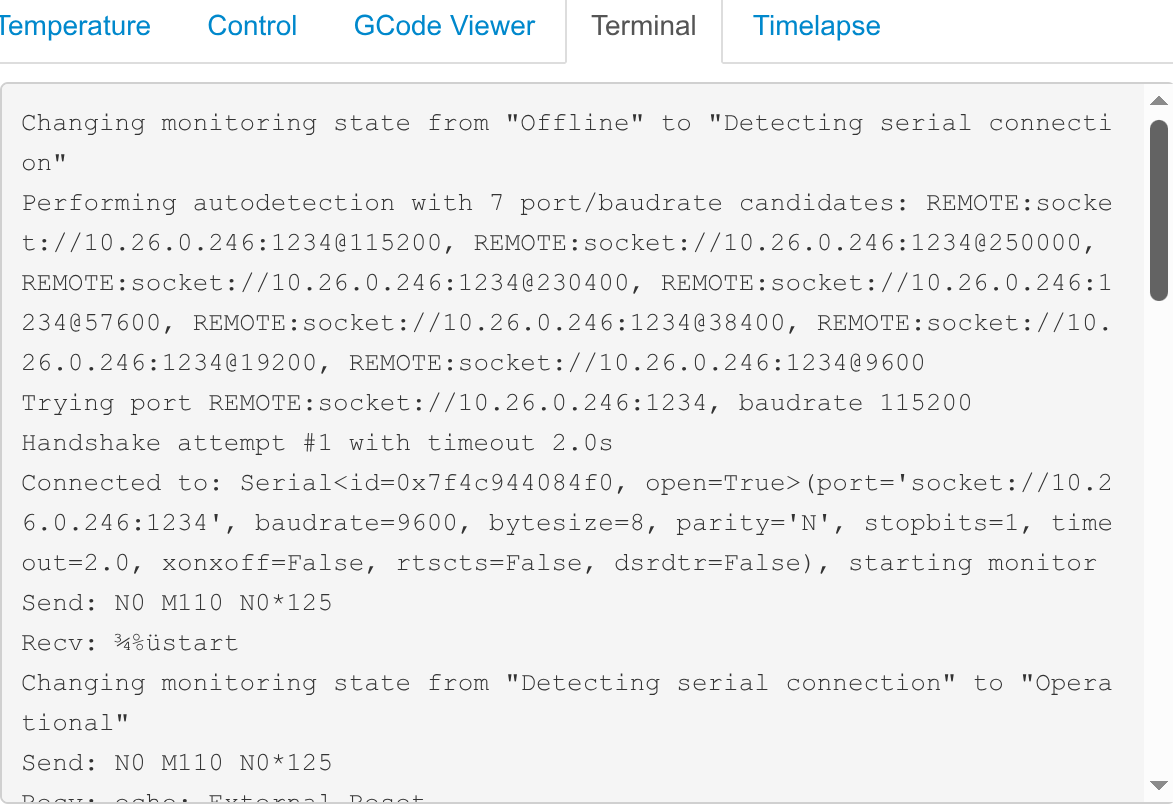 Temperature Control GCode Viewer Terminal Timelapse
Changing monitoring state from "Offline" to "Detecting serial connecti
on"
Performing autodetection with 7 port/baudrate candidates: REMOTE:socke
t://10.26.0.246:1234@115200, REMOTE:socket://10.26.0.246:1234@250000,
REMOTE:socket://10.26.0.246:1234@230400, REMOTE:socket://10.26.0.246:1
234@57600, REMOTE:socket://10.26.0.246:1234@38400, REMOTE:socket://10.
26.0.246:1234@19200, REMOTE:socket://10.26.0.246:1234@9600
Trying port REMOTE:socket://10.26.0.246:1234, baudrate 115200
Handshake attempt #1 with timeout 2.0s
Connected to: Serial<id=0x7f4c944084f0, open=True>(port='socket://10.2
6.0.246:1234', baudrate=9600, bytesize=8, parity='N', stopbits=1, time
out=2.0, xonxoff=False, rtscts=False, dsrdtr=False), starting monitor
Send: N0 M110 N0*125
Recv: ¾%üstart
Changing monitoring state from "Detecting serial connection" to "Opera
tional"
Send: N0 M110 N0*125
Recv: echo: External Reset